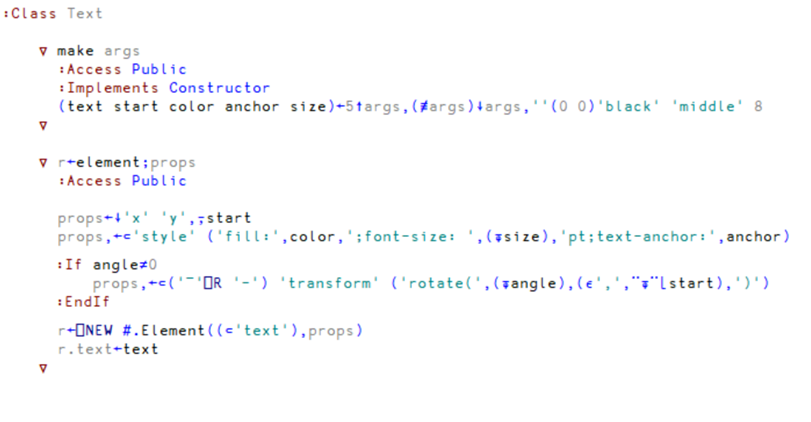 :Class Text
∇ make args
:Access Public
:Implements Constructor
(text start color anchor size)←5↑args,(≢args)↓args,''(0 0)'black' 'middle' 8
∇
∇ r←element;props
:Access Public
props←↓'x' 'y',⍪start
props,←⊂'style' ('fill:',color,';font-size: ',(⍕size),'pt;text-anchor:',anchor)
:If angle≠0
props,←⊂('¯'⎕R '-') 'transform' ('rotate(',(⍕angle),(∊',',¨⍕¨⌊start),')')
:EndIf
r←⎕NEW #.Element((⊂'text'),props)
r.text←text
∇